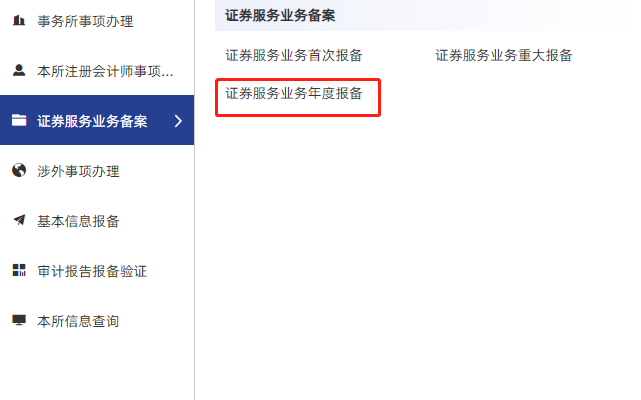 事务所事项办理
本所注册会计师事项...
证券服务业务备案
涉外事项办理
基本信息报备
审计报告报备验证
本所信息查询
证券服务业务备案
证券服务业务首次报备
证券服务业务重大报备
证券服务业务年度报备